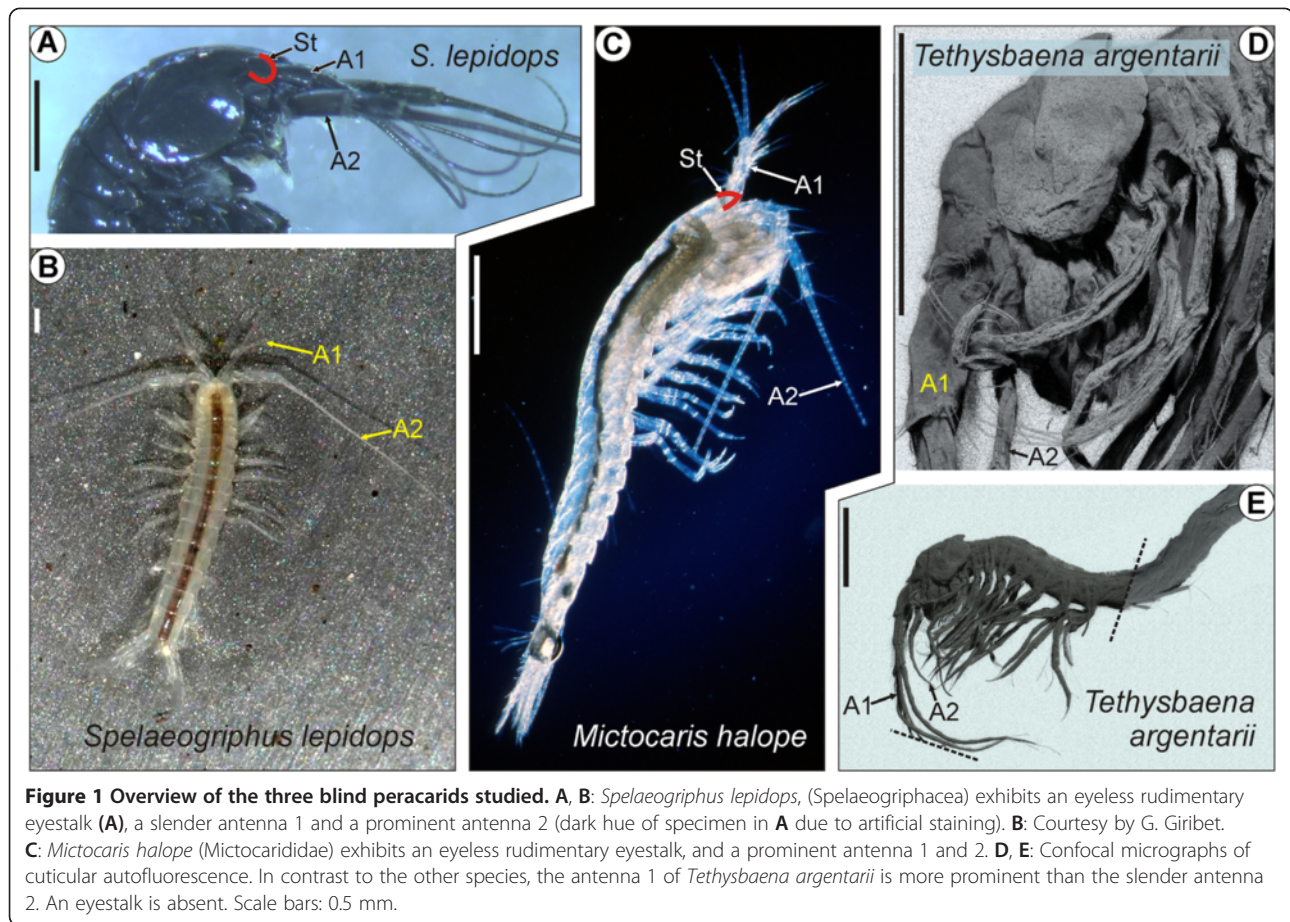 A
St
A1
S. lepidops
A2
B
A1
A2
Spelaeogriphus lepidops
C
St
A1
A2
Mictocaris halope
Tethysbaena argentarii
D
A1
A2
E
A1
A2
Tethysbaena
argentarii
Figure 1 Overview of the three blind peracarids studied. A, B: Spelaeogriphus lepidops, (Spelaeogriphacea) exhibits an eyeless rudimentary
eyestalk (A), a slender antenna 1 and a prominent antenna 2 (dark hue of specimen in A due to artificial staining). B: Courtesy by G. Giribet.
C: Mictocaris halope (Mictocarididae) exhibits an eyeless rudimentary eyestalk, and a prominent antenna 1 and 2. D, E: Confocal micrographs of
cuticular autofluorescence. In contrast to the other species, the antenna 1 of Tethysbaena argentarii is more prominent than the slender antenna
2. An eyestalk is absent. Scale bars: 0.5 mm.